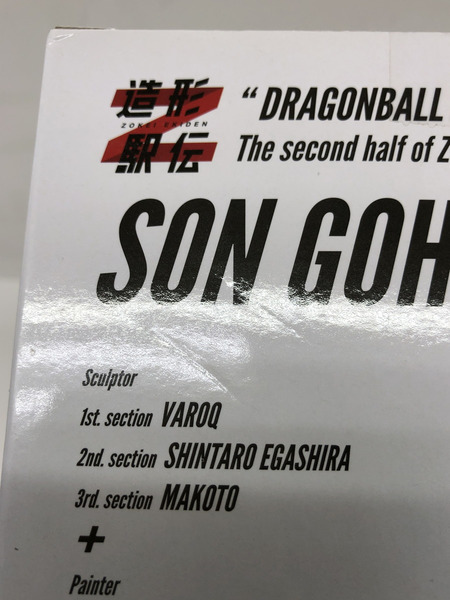 造形
ZOKEI EKIDEN
駅伝
“DRAGONBALL
The second half of Z
SON GOH
Sculptor
1st. section VAROQ
2nd. section SHINTARO EGASHIRA
3rd. section MAKOTO
+
Painter